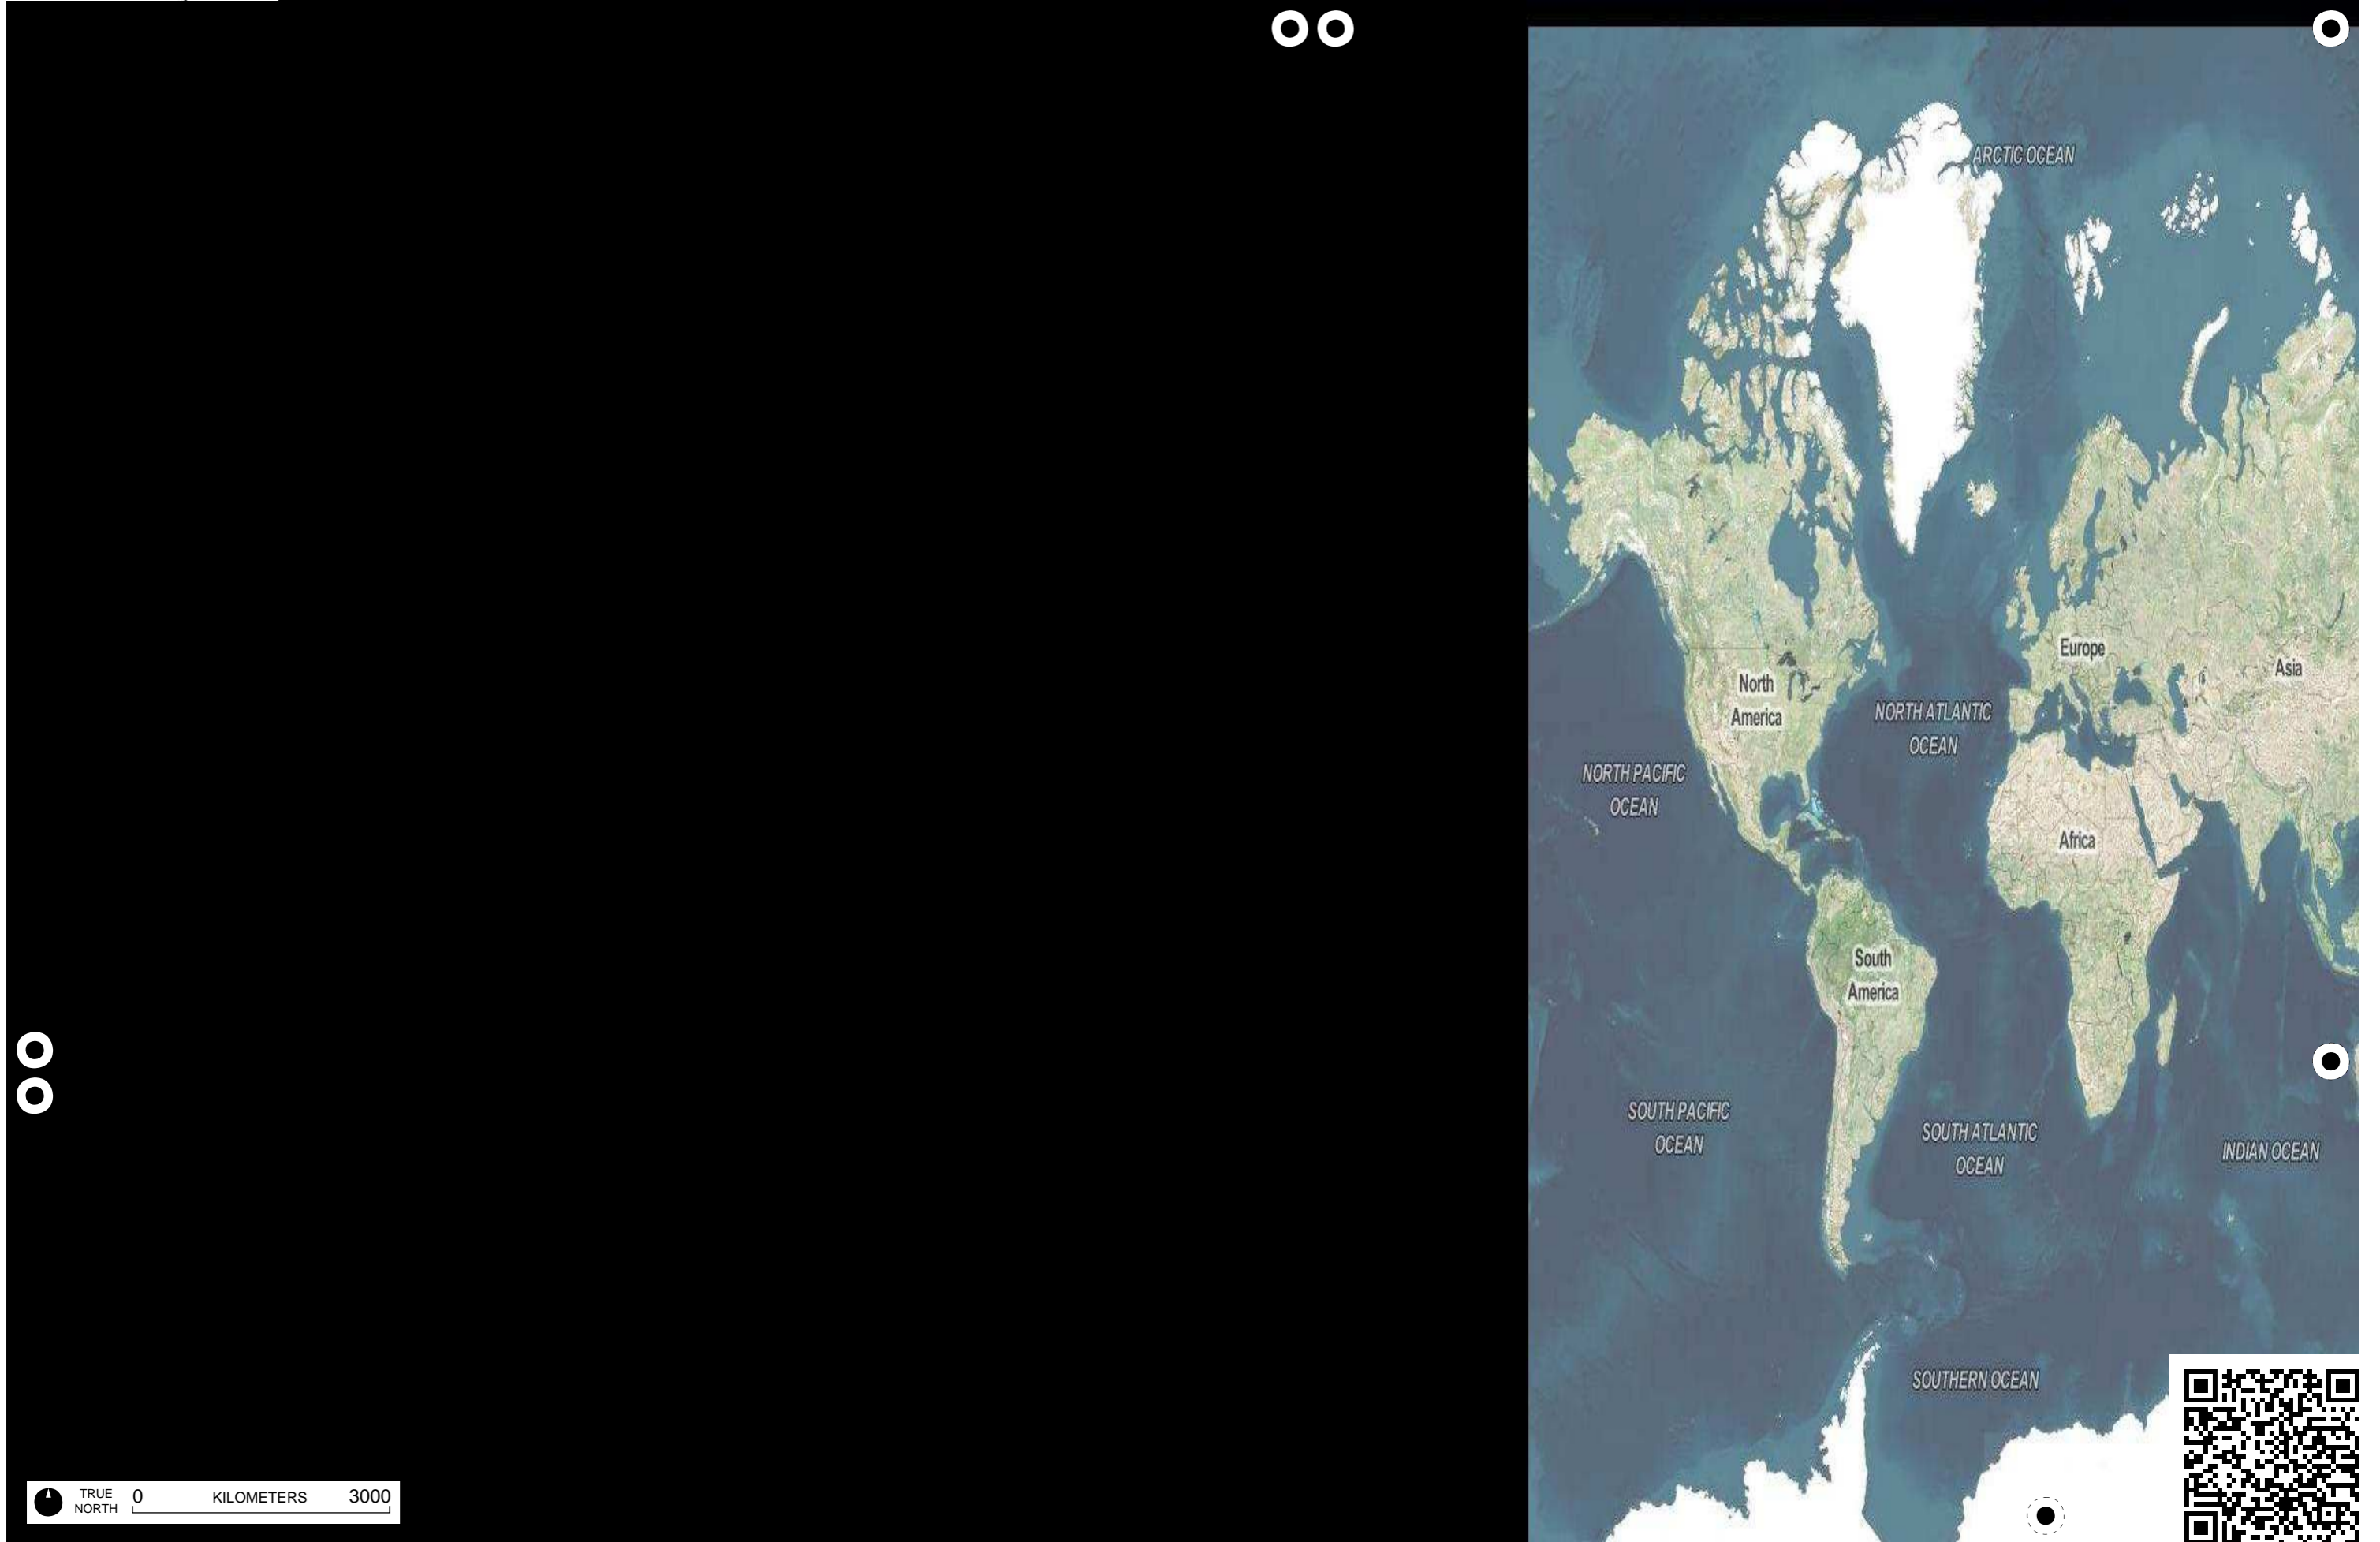 ARCTIC OCEAN
Europe
Asia
North
America
NORTH ATLANTIC
OCEAN
NORTH PACIFIC
OCEAN
Africa
South
America
SOUTH PACIFIC
OCEAN
SOUTH ATLANTIC
OCEAN
INDIAN OCEAN
SOUTHERN OCEAN
TRUE
NORTH
0 KILOMETERS 3000